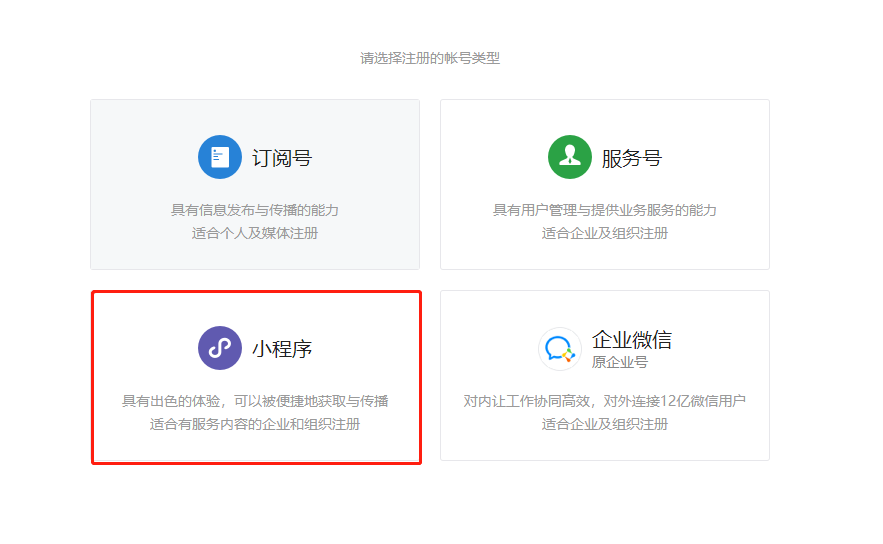 请选择注册的帐号类型
订阅号
具有信息发布与传播的能力
适合个人及媒体注册
服务号
具有用户管理与提供业务服务的能力
适合企业及组织注册
小程序
具有出色的体验，可以被便捷地获取与传播
适合有服务内容的企业和组织注册
企业微信
原企业号
对内让工作协同高效，对外连接12亿微信用户
适合企业及组织注册